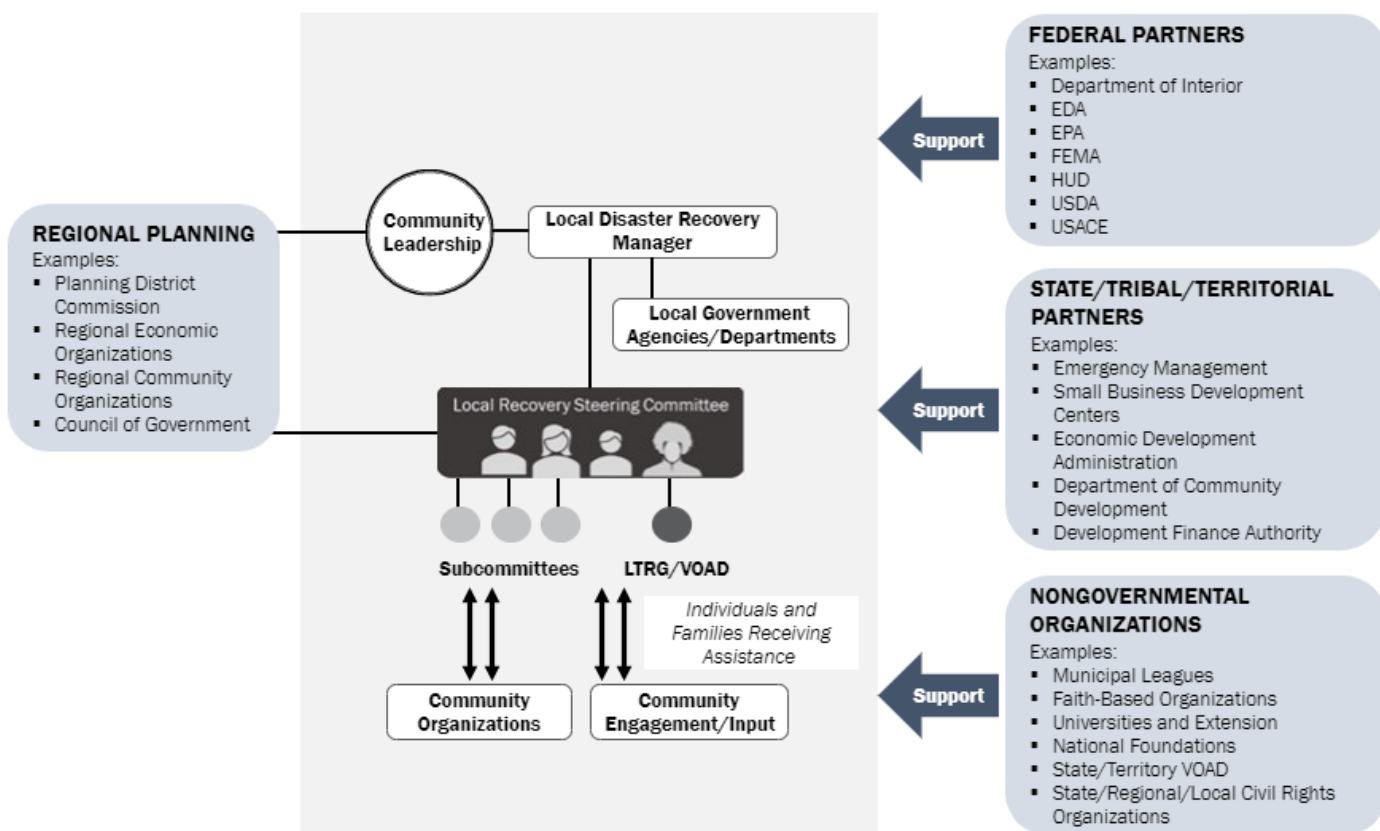 REGIONAL PLANNING
Examples:
▪ Planning District
Commission
▪ Regional Economic
Organizations
▪ Regional Community
Organizations
▪ Council of Government
Community
Leadership
Local Disaster Recovery
Manager
Local Government
Agencies/Departments
Local Recovery Steering Committee
Subcommittees
LTRG/VOAD
Individuals and
Families Receiving
Assistance
Community
Organizations
Community
Engagement/Input
Support
FEDERAL PARTNERS
Examples:
▪ Department of Interior
▪ EDA
▪ EPA
▪ FEMA
▪ HUD
▪ USDA
▪ USACE
Support
STATE/TRIBAL/TERRITORIAL
PARTNERS
Examples:
▪ Emergency Management
▪ Small Business Development
Centers
▪ Economic Development
Administration
▪ Department of Community
Development
▪ Development Finance Authority
Support
NONGOVERNMENTAL
ORGANIZATIONS
Examples:
▪ Municipal Leagues
▪ Faith-Based Organizations
▪ Universities and Extension
▪ National Foundations
▪ State/Territory VOAD
▪ State/Regional/Local Civil Rights
Organizations